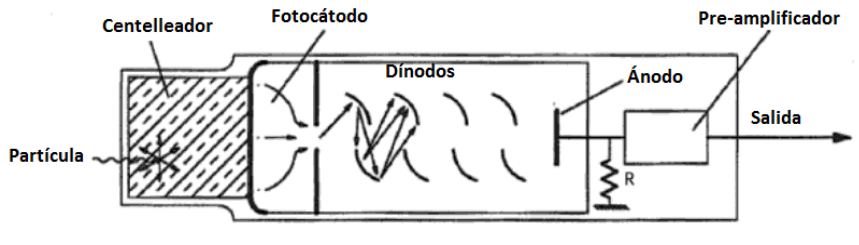 Pre-amplificador
Centelleador
Fotocátodo
Dínodos
Ánodo
Salida
Partícula
R